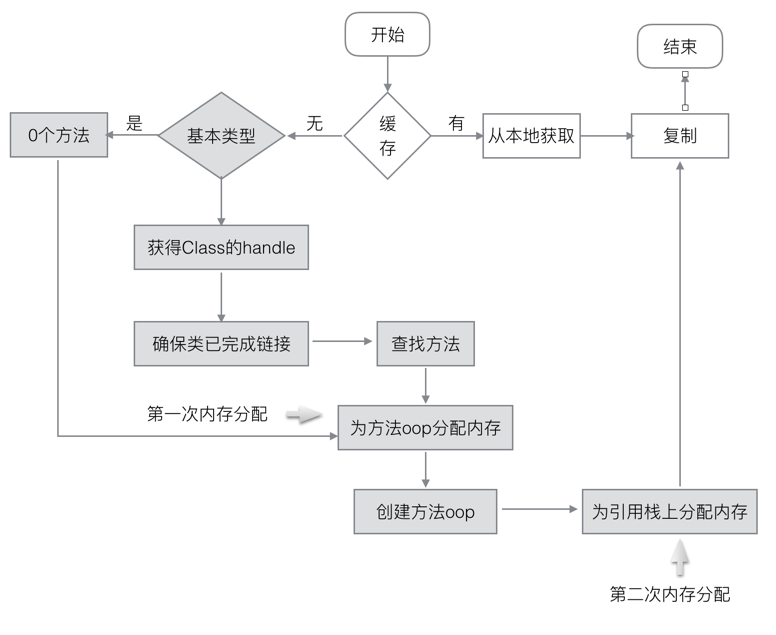 开始
结束
0个方法
是
基本类型
无
缓
存
有
从本地获取
复制
获得Class的handle
确保类已完成链接
查找方法
第一次内存分配
为方法oop分配内存
创建方法oop
为引用栈上分配内存
第二次内存分配